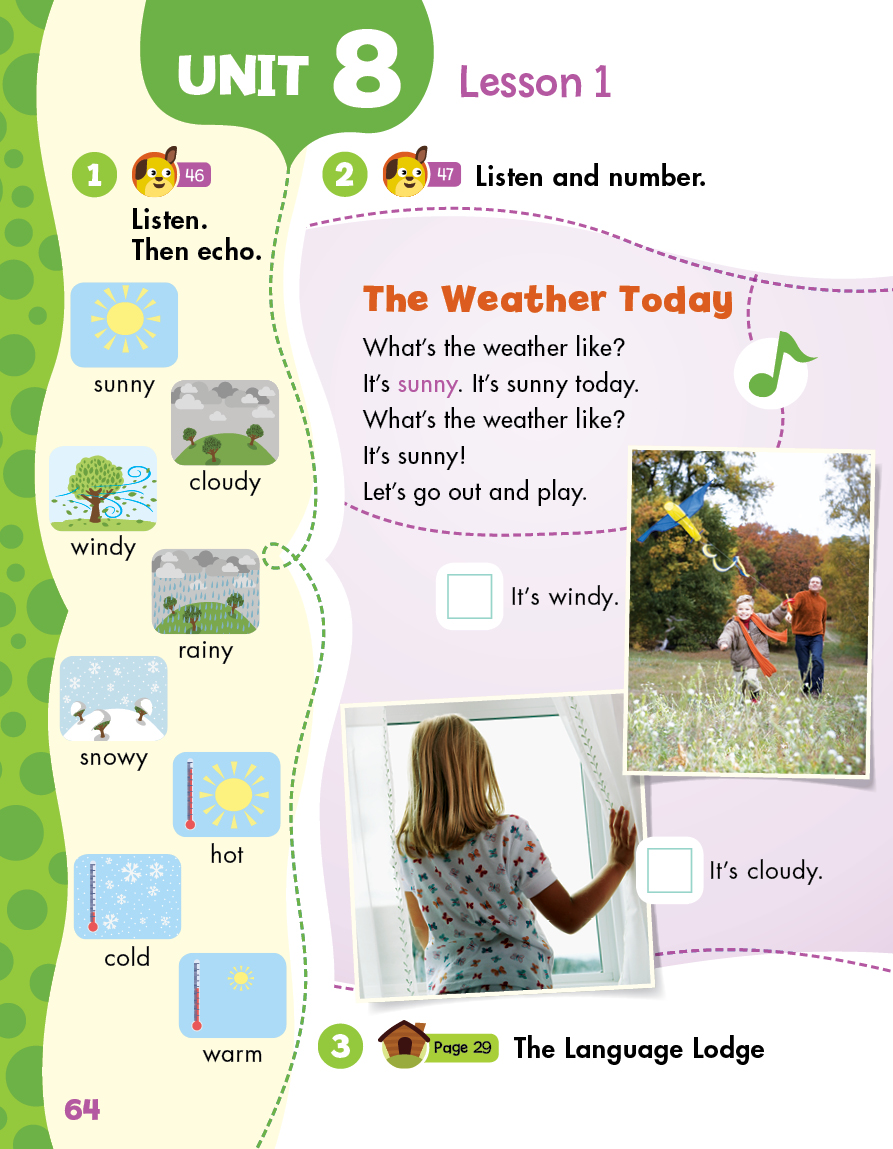 UNIT 8
Lesson 1
1
46
Listen.
Then echo.
sunny
cloudy
windy
rainy
snowy
hot
cold
warm
2
47
Listen and number.
The Weather Today
What's the weather like?
It's sunny. It's sunny today.
What's the weather like?
It's sunny!
Let's go out and play.
It's windy.
It's cloudy.
3
Page 29
The Language Lodge
64